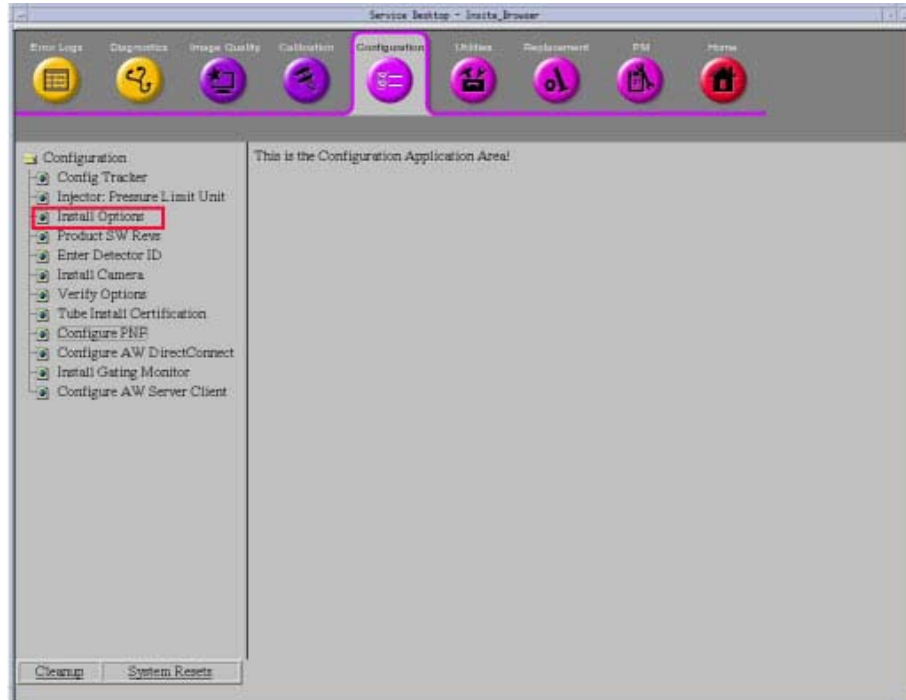 Service Desktop - Insite_Browser
Error Logs Diagnostics Image Quality Calibration Configuration Utilities Replacement PM Home
Configuration
Config Tracker
Injector: Pressure Limit Unit
Install Options
Product SW Revs
Enter Detector ID
Install Camera
Verify Options
Tube Install Certification
Configure PNF
Configure AW DirectConnect
Install Gating Monitor
Configure AW Server Client
This is the Configuration Application Area!
Cleanup System Resets